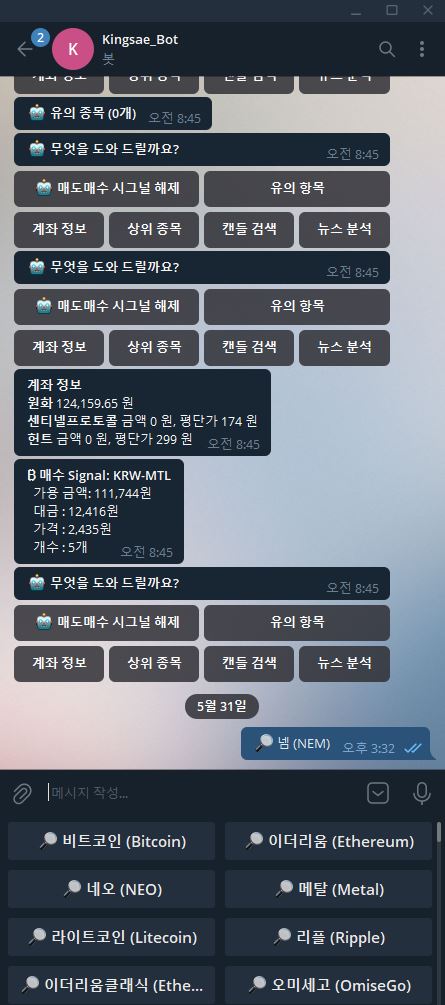 2
K
Kingsae_Bot
봇
계좌 정보 상위 종목 캔들 검색 뉴스 분석
유의 종목 (0개) 오전 8:45
무엇을 도와 드릴까요? 오전 8:45
매도매수 시그널 해제 유의 항목
계좌 정보 상위 종목 캔들 검색 뉴스 분석
무엇을 도와 드릴까요? 오전 8:45
매도매수 시그널 해제 유의 항목
계좌 정보 상위 종목 캔들 검색 뉴스 분석
계좌 정보
원화 124,159.65 원
센티넬프로토콜 금액 0 원, 평단가 174 원
헌트 금액 0 원, 평단가 299 원 오전 8:45
₿ 매수 Signal: KRW-MTL
가용 금액: 111,744원
대금 : 12,416원
가격 : 2,435원
개수 : 5개 오전 8:45
무엇을 도와 드릴까요? 오전 8:45
매도매수 시그널 해제 유의 항목
계좌 정보 상위 종목 캔들 검색 뉴스 분석
5월 31일
넴 (NEM) 오후 3:32
메시지 작성...
비트코인 (Bitcoin) 이더리움 (Ethereum)
네오 (NEO) 메탈 (Metal)
라이트코인 (Litecoin) 리플 (Ripple)
이더리움클래식 (Ethe... 오미세고 (OmiseGo)